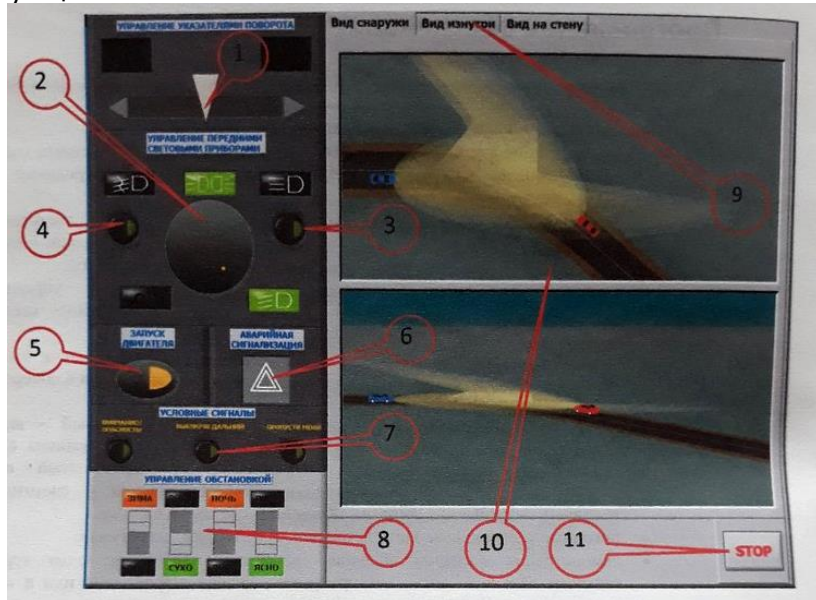 УПРАВЛЕНИЕ УКАЗАТЕЛЯМИ ПОВОРОТА
Вид снаружи Вид изнутри Вид на стену
1
2
УПРАВЛЕНИЕ ПЕРЕДНИМИ
СВЕТОВЫМИ ПРИБОРАМИ
9
4
3
ЗАПУСК
ДВИГАТЕЛЯ
АВАРИЙНАЯ
СИГНАЛИЗАЦИЯ
5
6
УСЛОВНЫЕ СИГНАЛЫ
ВЫКЛЮЧИ ДАЛЬНИЙ
ПРОПУСТИ МЕНЯ
7
УПРАВЛЕНИЕ ОБСТАНОВКОЙ:
ЗИМА НОЧЬ
8
10
11
STOP
СУХО ЯСНО